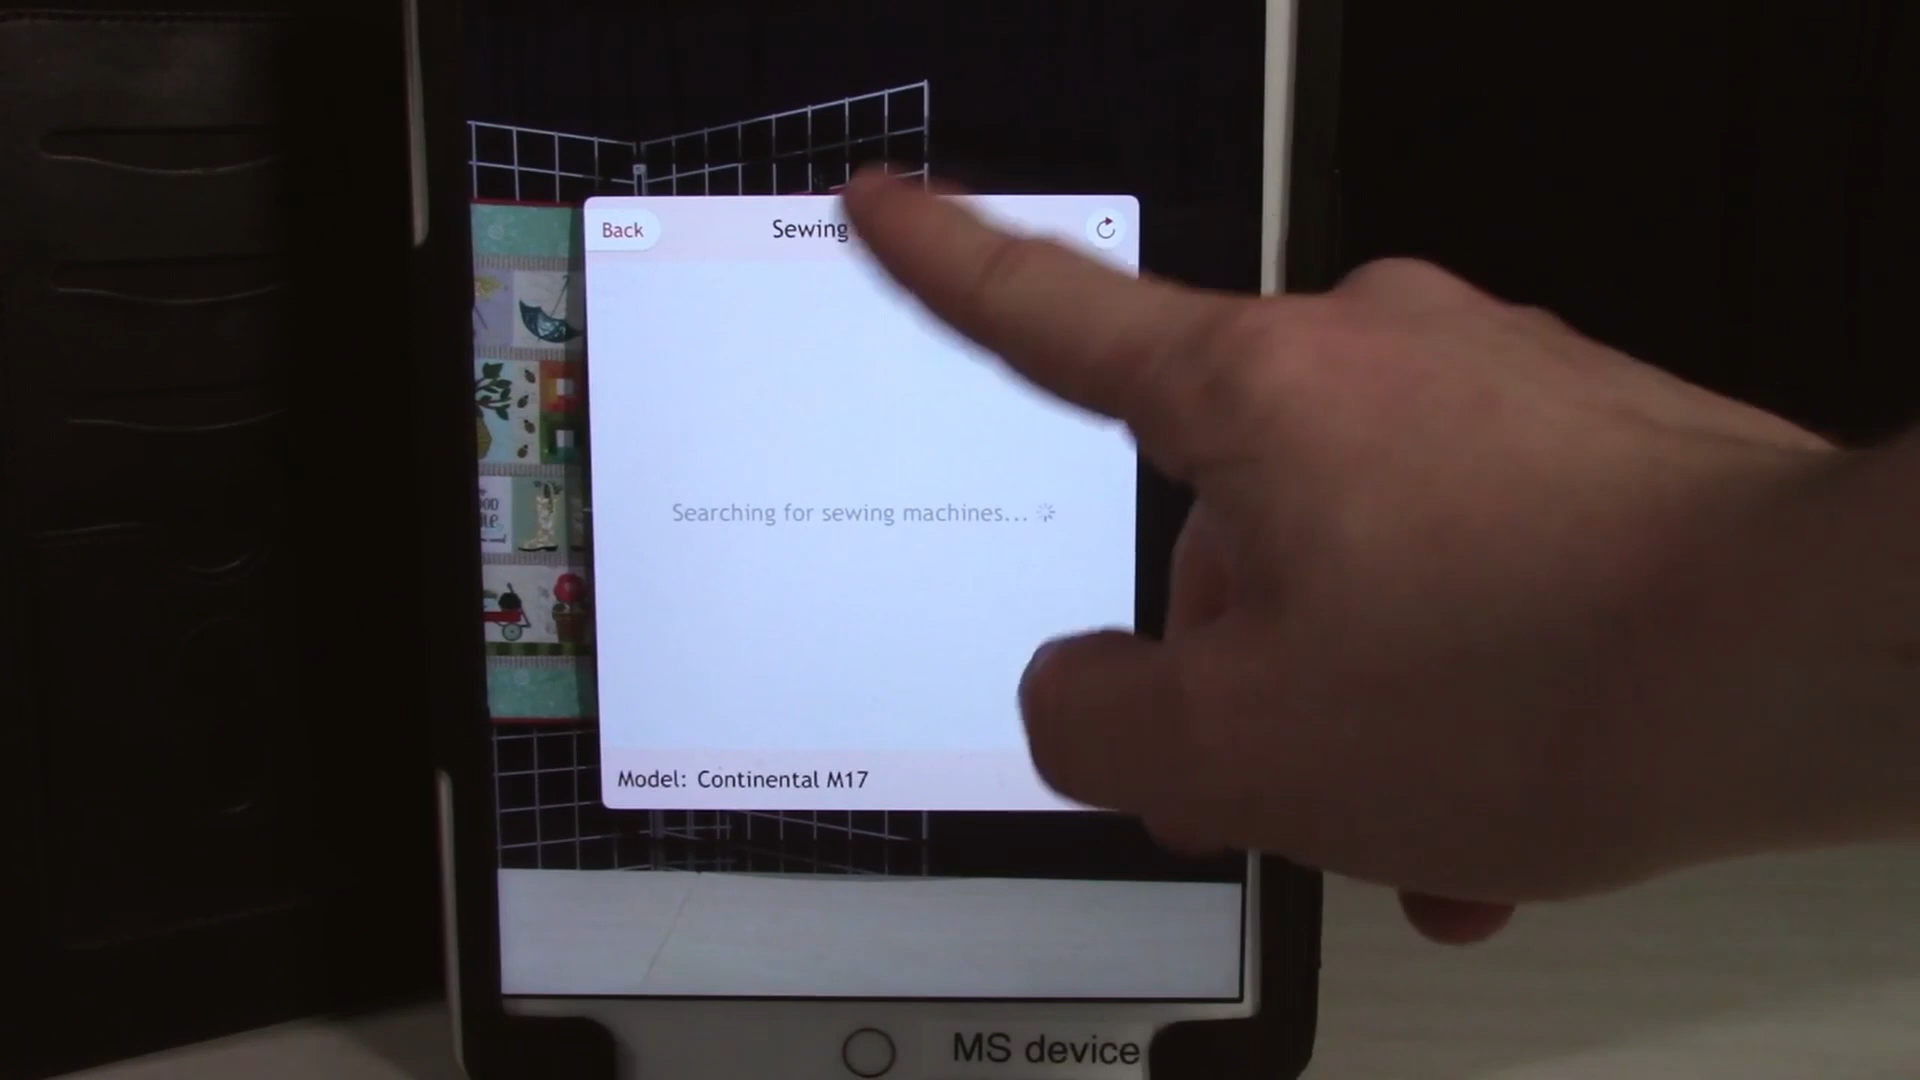 Back
Sewing
Searching for sewing machines...
Model: Continental M17
MS device